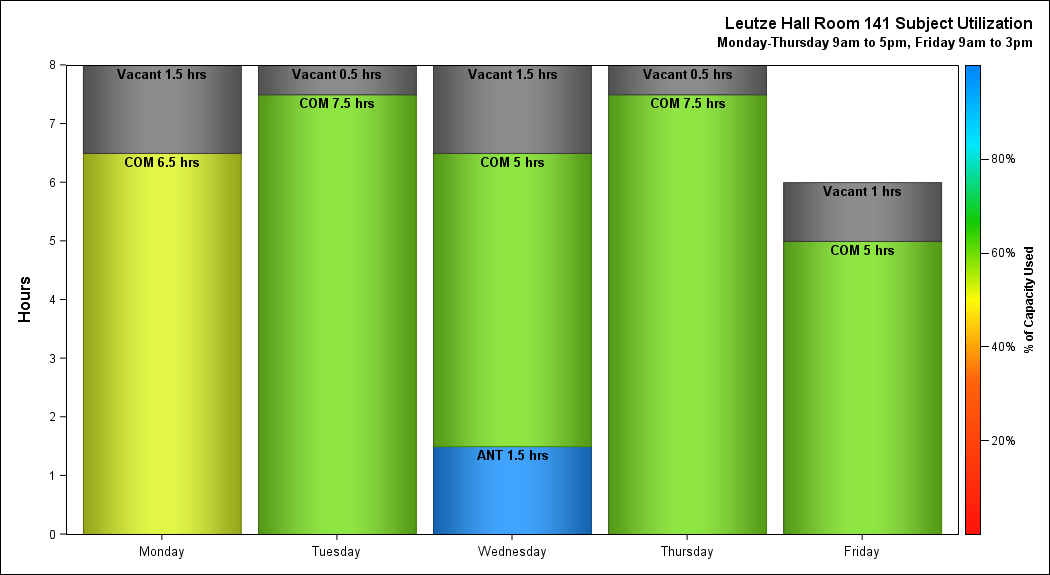 Leutze Hall Room 141 Subject Utilization
Monday-Thursday 9am to 5pm, Friday 9am to 3pm
Hours
8
7
6
5
4
3
2
1
0
Vacant 1.5 hrs
COM 6.5 hrs
Vacant 0.5 hrs
COM 7.5 hrs
Vacant 1.5 hrs
COM 5 hrs
ANT 1.5 hrs
Vacant 0.5 hrs
COM 7.5 hrs
Vacant 1 hrs
COM 5 hrs
Monday
Tuesday
Wednesday
Thursday
Friday
80%
60%
40%
20%
% of Capacity Used